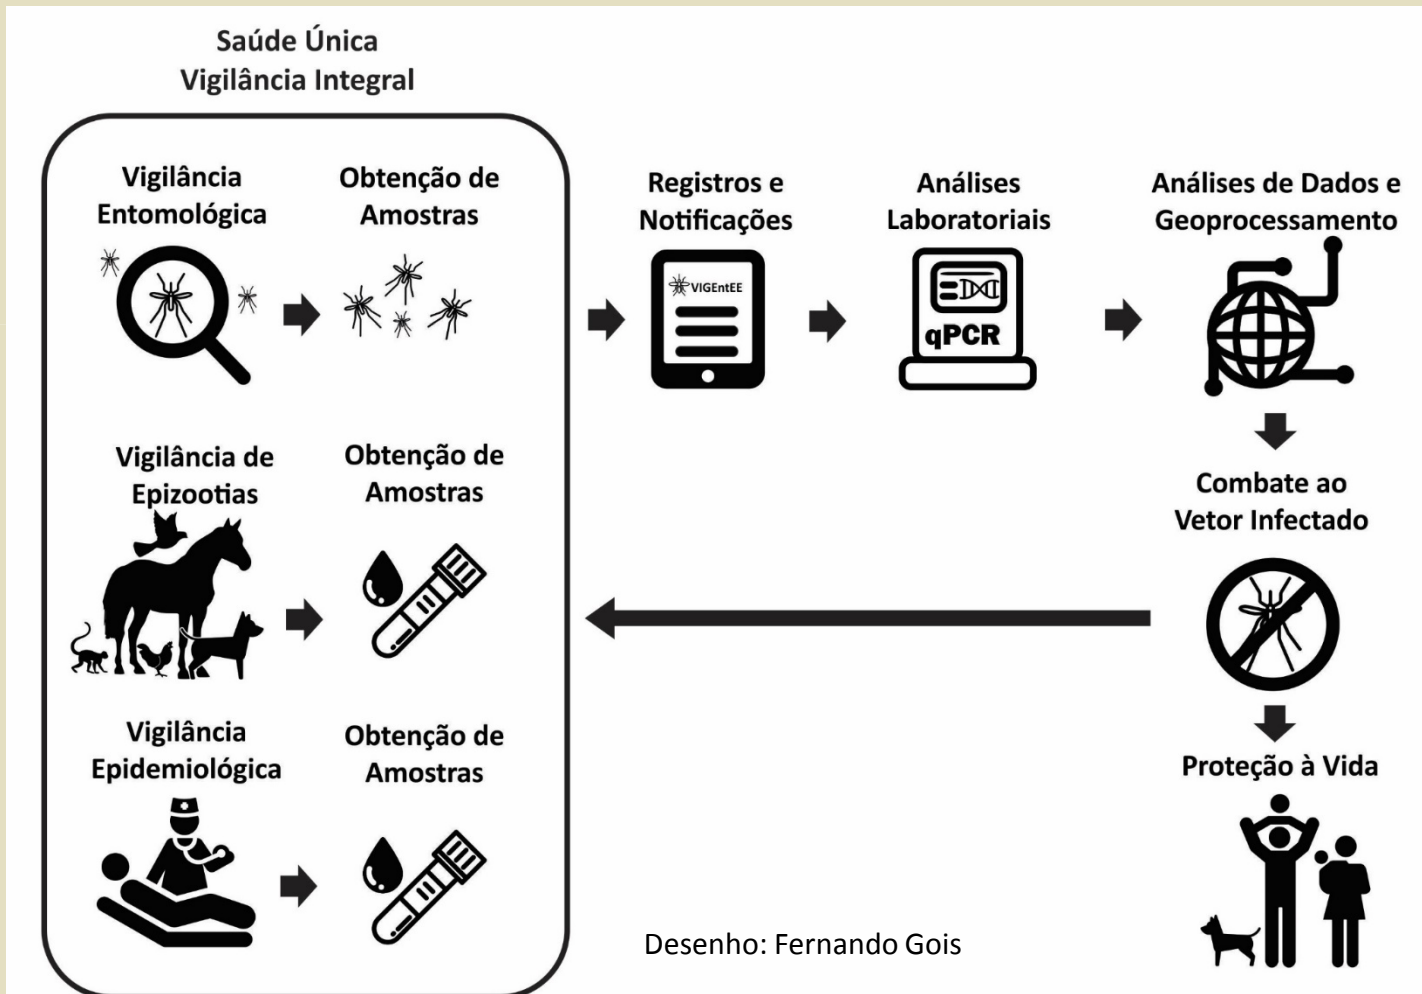 Saúde Única
Vigilância Integral
Vigilância
Entomológica
Obtenção de
Amostras
Registros e
Notificações
VIGEntEE
Análises
Laboratoriais
qPCR
Análises de Dados e
Geoprocessamento
Vigilância de
Epizootias
Obtenção de
Amostras
Combate ao
Vetor Infectado
Vigilância
Epidemiológica
Obtenção de
Amostras
Proteção à Vida
Desenho: Fernando Gois